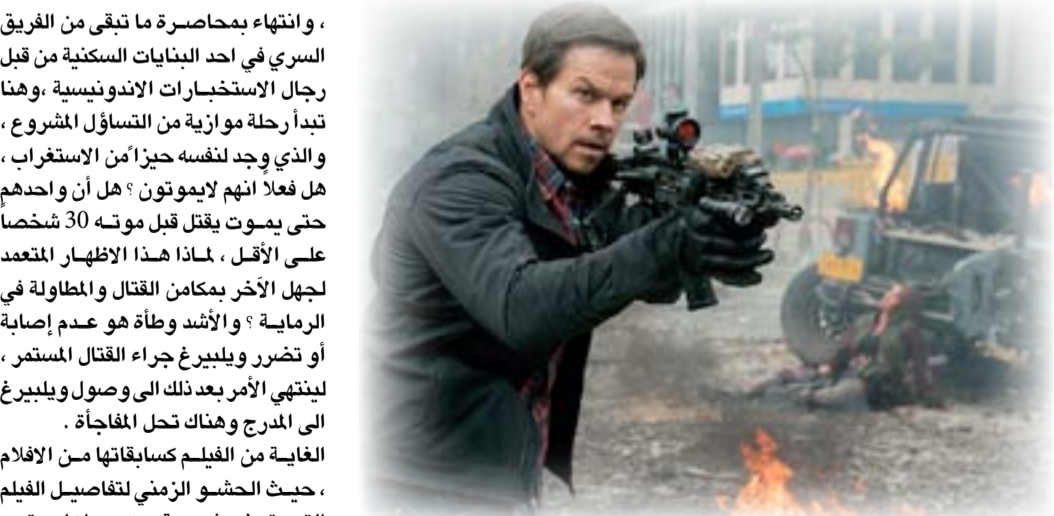 ، وانتهاء بمحاصرة ما تبقى من الفريق
السري في احد البنايات السكنية من قبل
رجال الاستخبارات الاندونيسية ،وهنا
تبدأ رحلة موازية من التساؤل المشروع ،
والذي وجد لنفسه حيزا ًمن الاستغراب ،
هل فعلاً انهم لايموتون ؟ هل أن واحدهم
حتى يموت يقتل قبل موته 30 شخصاً
على الأقل ، لماذا هذا الاظهار المتعمد
لجهل الآخر بمكامن القتال والمطاولة في
الرماية ؟ والأشد وطأة هو عدم إصابة
أو تضرر ويلبيرغ جراء القتال المستمر ،
لينتهي الأمر بعد ذلك الى وصول ويلبيرغ
الى المدرج وهناك تحل المفاجأة .
الغاية من الفيلم كسابقاتها من الافلام
، حيث الحشو الزمني لتفاصيل الفيلم